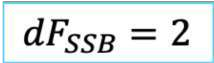 dF_SSB = 2